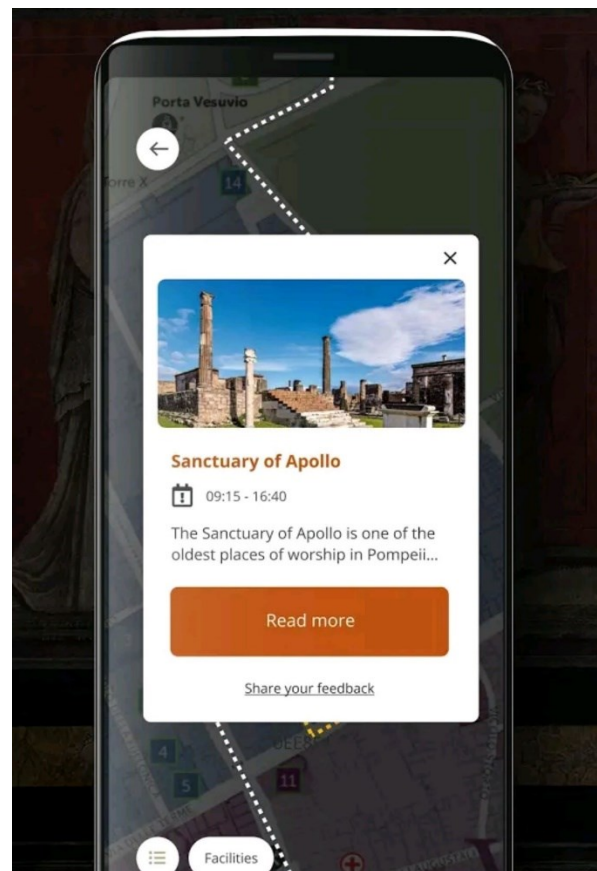 Porta Vesuvio
Torre X
14
Sanctuary of Apollo
09:15 - 16:40
The Sanctuary of Apollo is one of the
oldest places of worship in Pompeii...
Read more
Share your feedback
4
5
11
Facilities